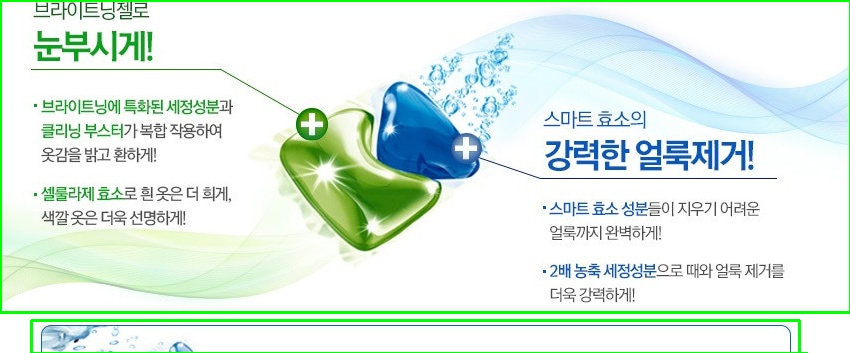 브라이트닝젤로
눈부시게!
· 브라이트닝에 특화된 세정성분과
클리닝 부스터가 복합 작용하여
옷감을 밝고 환하게!
· 셀룰라제 효소로 흰 옷은 더 희게,
색깔 옷은 더욱 선명하게!
스마트 효소의
강력한 얼룩제거!
· 스마트 효소 성분들이 지우기 어려운
얼룩까지 완벽하게!
· 2배 농축 세정성분으로 때와 얼룩 제거를
더욱 강력하게!